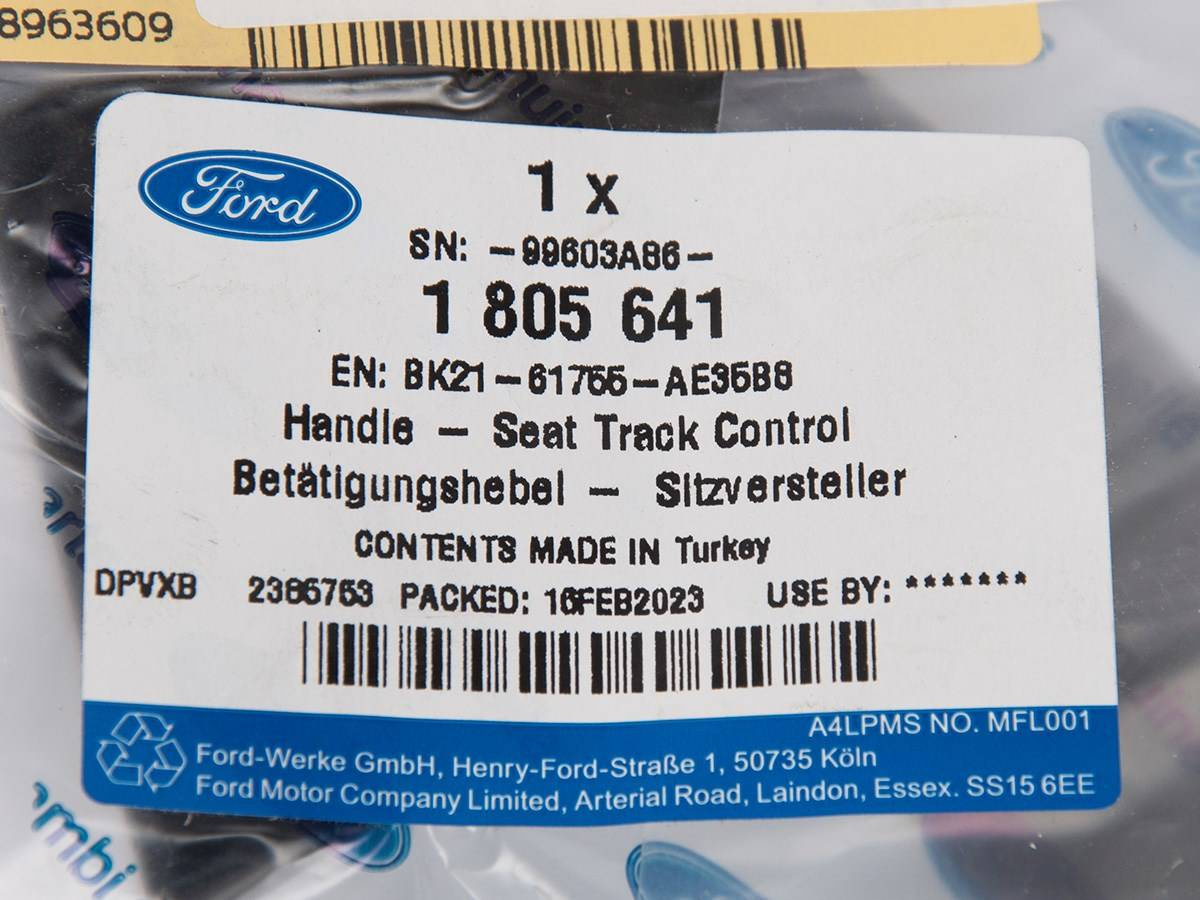 8963609
Ford
1 x
SN: -99603A86-
1 805 641
EN: BK21-61755-AE35B8
Handle - Seat Track Control
Betätigungshebel - Sitzversteller
CONTENTS MADE IN Turkey
DPVXB 2385753 PACKED: 16FEB2023 USE BY: *******
A4LPMS NO. MFL001
Ford-Werke GmbH, Henry-Ford-Straße 1, 50735 Köln
Ford Motor Company Limited, Arterial Road, Laindon, Essex. SS15 6EE